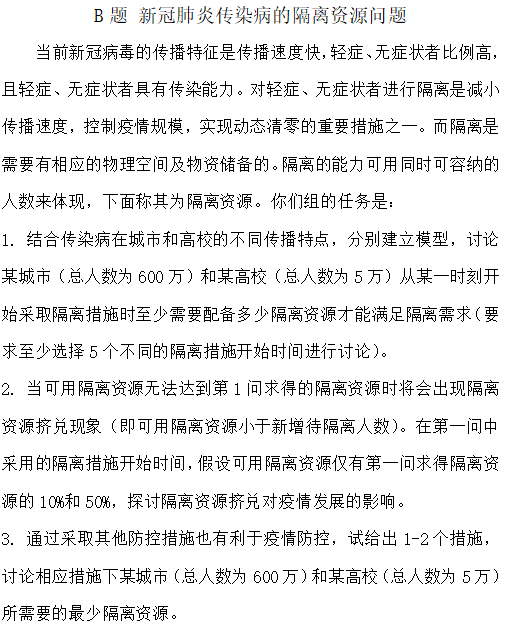 B 题 新冠肺炎传染病的隔离资源问题
当前新冠病毒的传播特征是传播速度快，轻症、无症状者比例高，
且轻症、无症状者具有传染能力。对轻症、无症状者进行隔离是减小
传播速度，控制疫情规模，实现动态清零的重要措施之一。而隔离是
需要有相应的物理空间及物资储备的。隔离的能力可用同时可容纳的
人数来体现，下面称其为隔离资源。你们组的任务是：
1. 结合传染病在城市和高校的不同传播特点，分别建立模型，讨论
某城市（总人数为 600 万）和某高校（总人数为 5 万）从某一时刻开
始采取隔离措施时至少需要配备多少隔离资源才能满足隔离需求（要
求至少选择 5 个不同的隔离措施开始时间进行讨论）。
2. 当可用隔离资源无法达到第 1 问求得的隔离资源时将会出现隔离
资源挤兑现象（即可用隔离资源小于新增待隔离人数）。在第一问中
采用的隔离措施开始时间，假设可用隔离资源仅有第一问求得隔离资
源的 10%和 50%，探讨隔离资源挤兑对疫情发展的影响。
3. 通过采取其他防控措施也有利于疫情防控，试给出 1-2 个措施，
讨论相应措施下某城市（总人数为 600 万）和某高校（总人数为 5 万）
所需要的最少隔离资源。